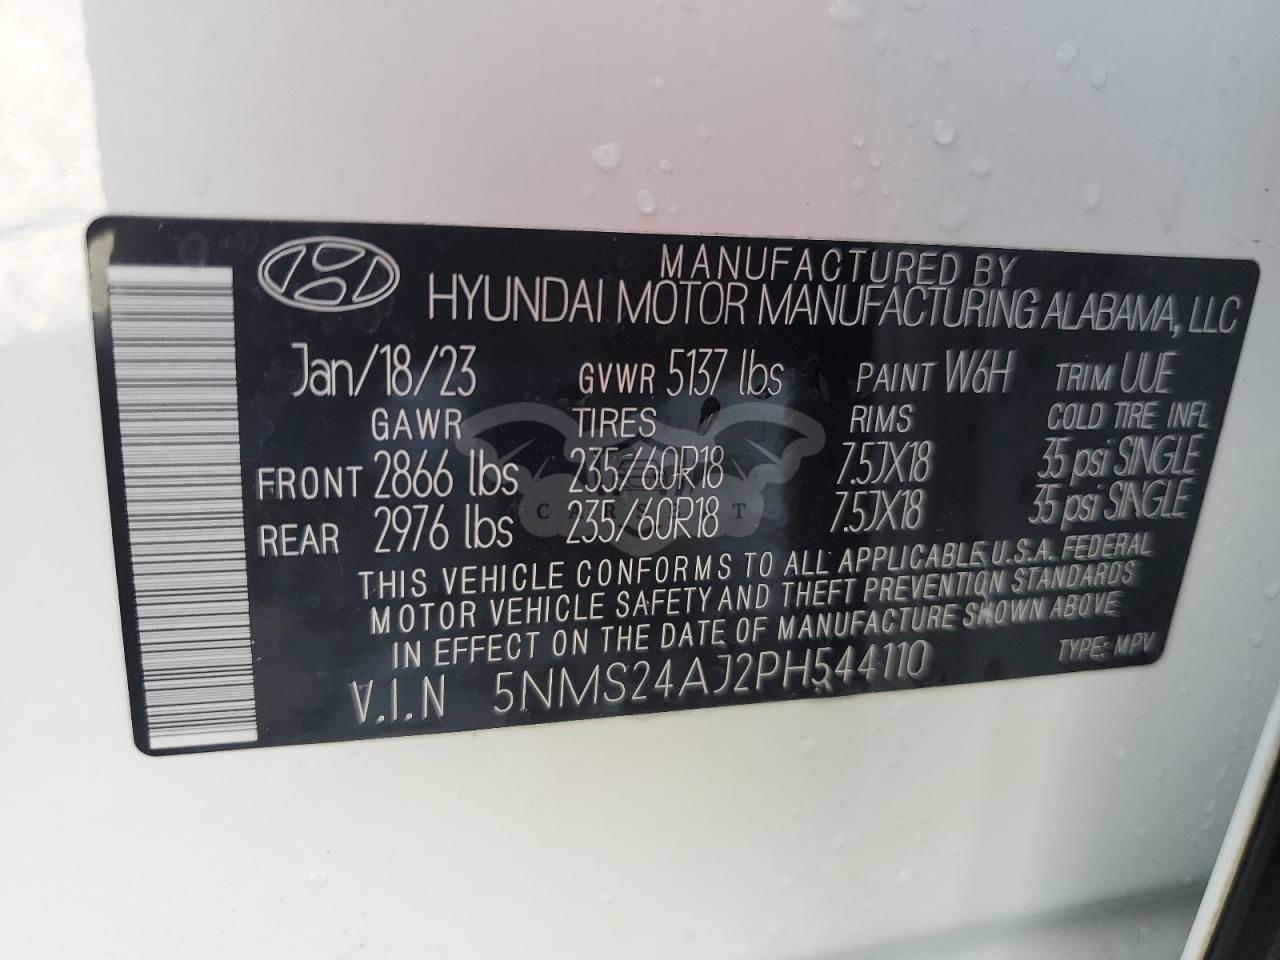 MANUFACTURED BY
HYUNDAI MOTOR MANUFACTURING ALABAMA, LLC
Jan/18/23 GVWR 5137 lbs PAINT W6H TRIM UUE
GAWR TIRES RIMS COLD TIRE INFL
FRONT 2866 lbs 235/60R18 7.5JX18 35 psi SINGLE
REAR 2976 lbs 235/60R18 7.5JX18 35 psi SINGLE
THIS VEHICLE CONFORMS TO ALL APPLICABLE U.S.A. FEDERAL
MOTOR VEHICLE SAFETY AND THEFT PREVENTION STANDARDS
IN EFFECT ON THE DATE OF MANUFACTURE SHOWN ABOVE
V.I.N 5NMS24AJ2PH544110 TYPE: MPV